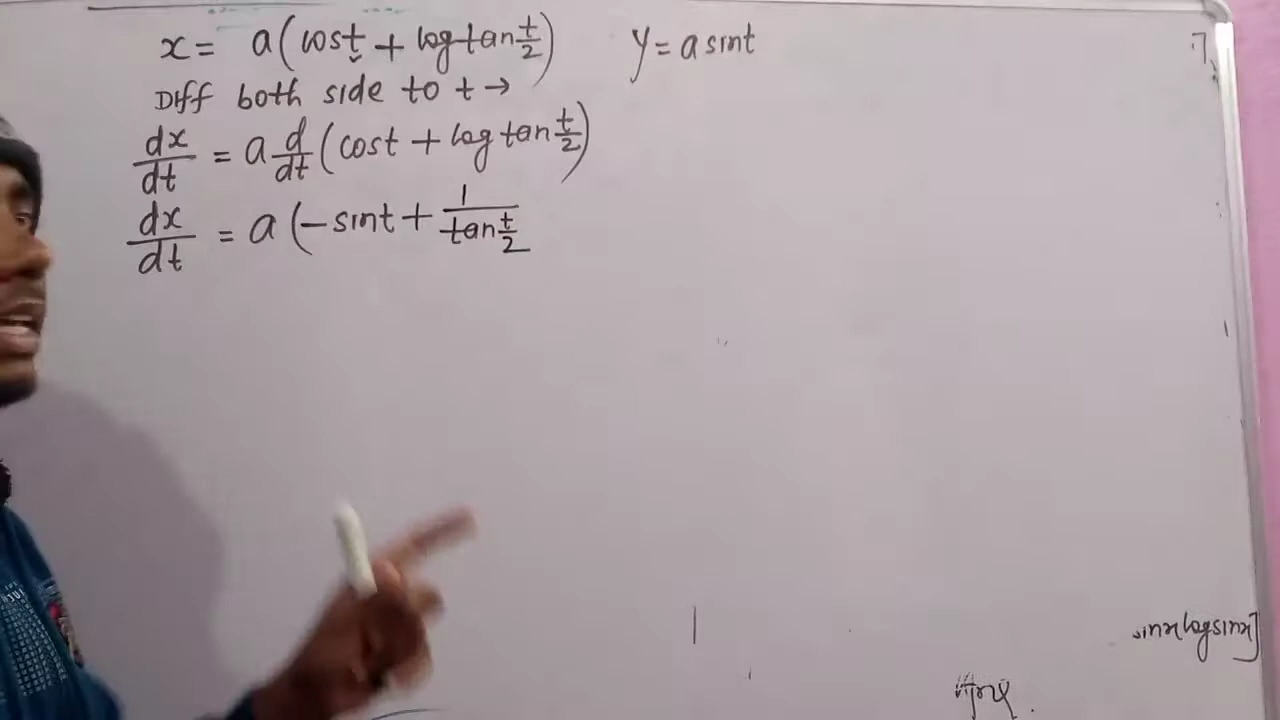 x = a(cost + log tan t/2) y = a sint
Diff both side to t →
dx/dt = a d/dt (cost + log tan t/2)
dx/dt = a (- sint + 1/tan t/2
sinx log sinx]